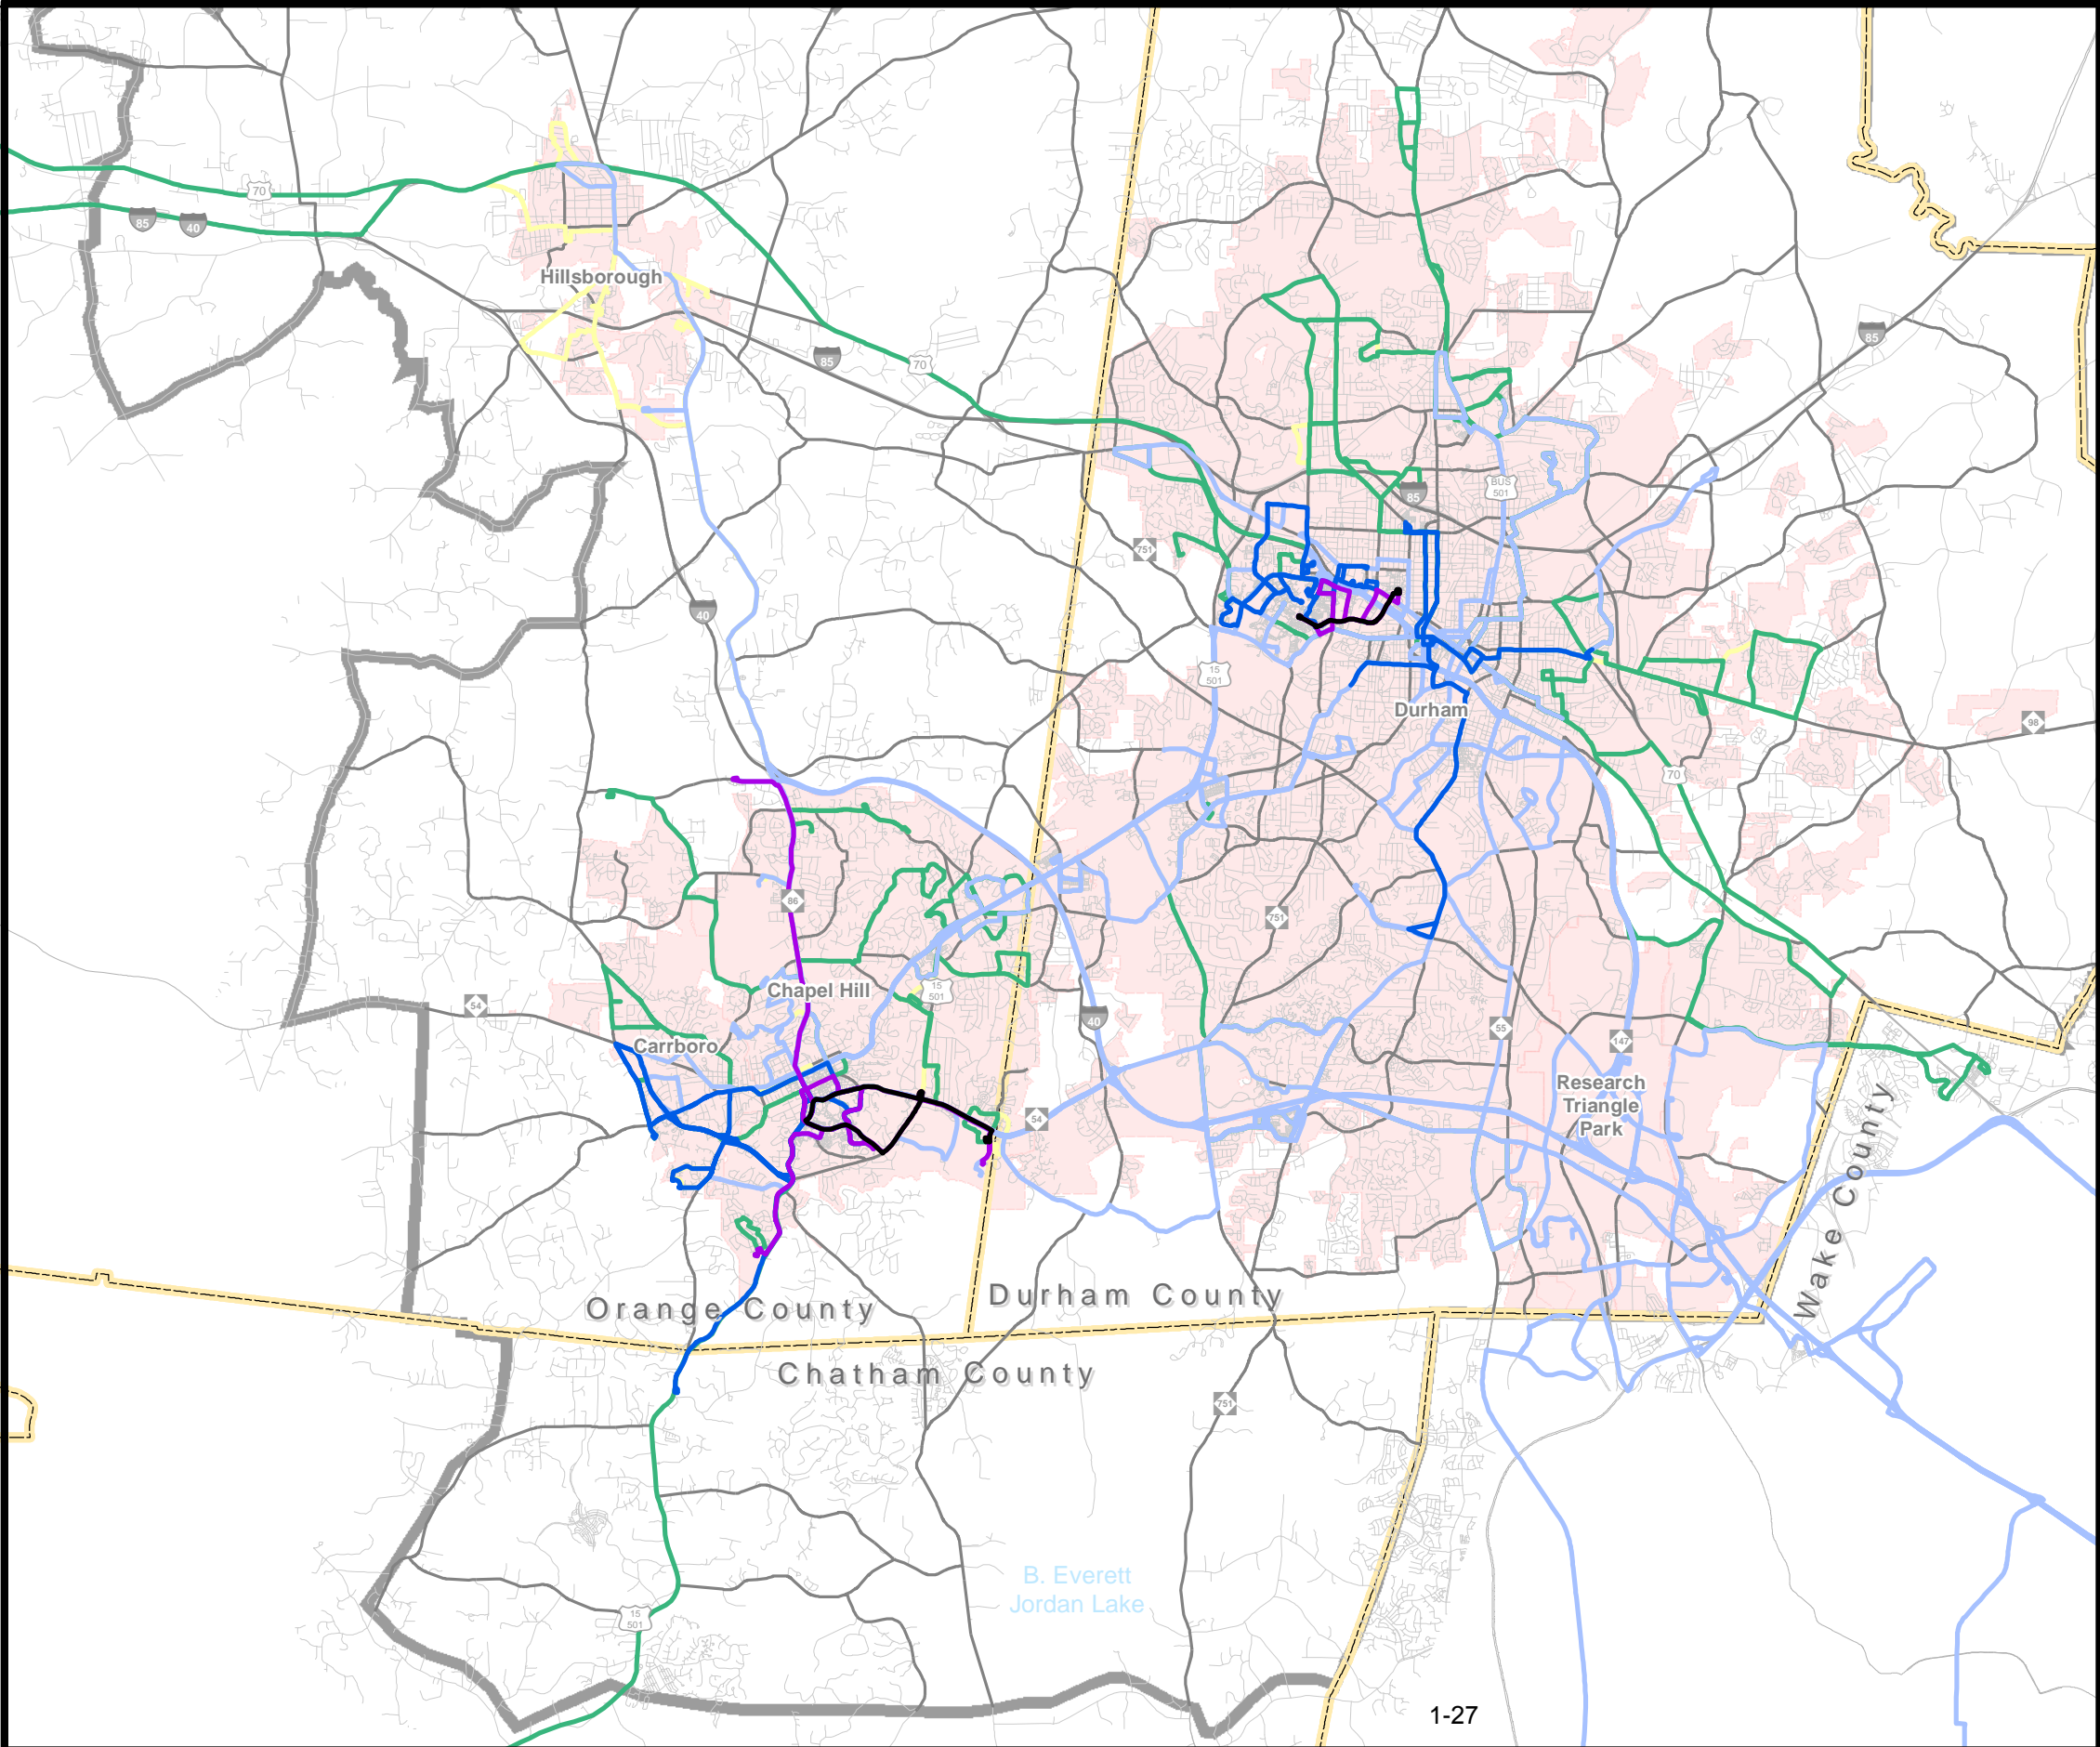 70
85
40
Hillsborough
85
70
85
85
BUS
501
751
40
15
501
Durham
98
70
86
751
Chapel Hill
15
501
54
40
55
147
Carrboro
Research
Triangle
Park
54
Wake County
Orange County
Durham County
Chatham County
751
B. Everett
Jordan Lake
15
501
1-27